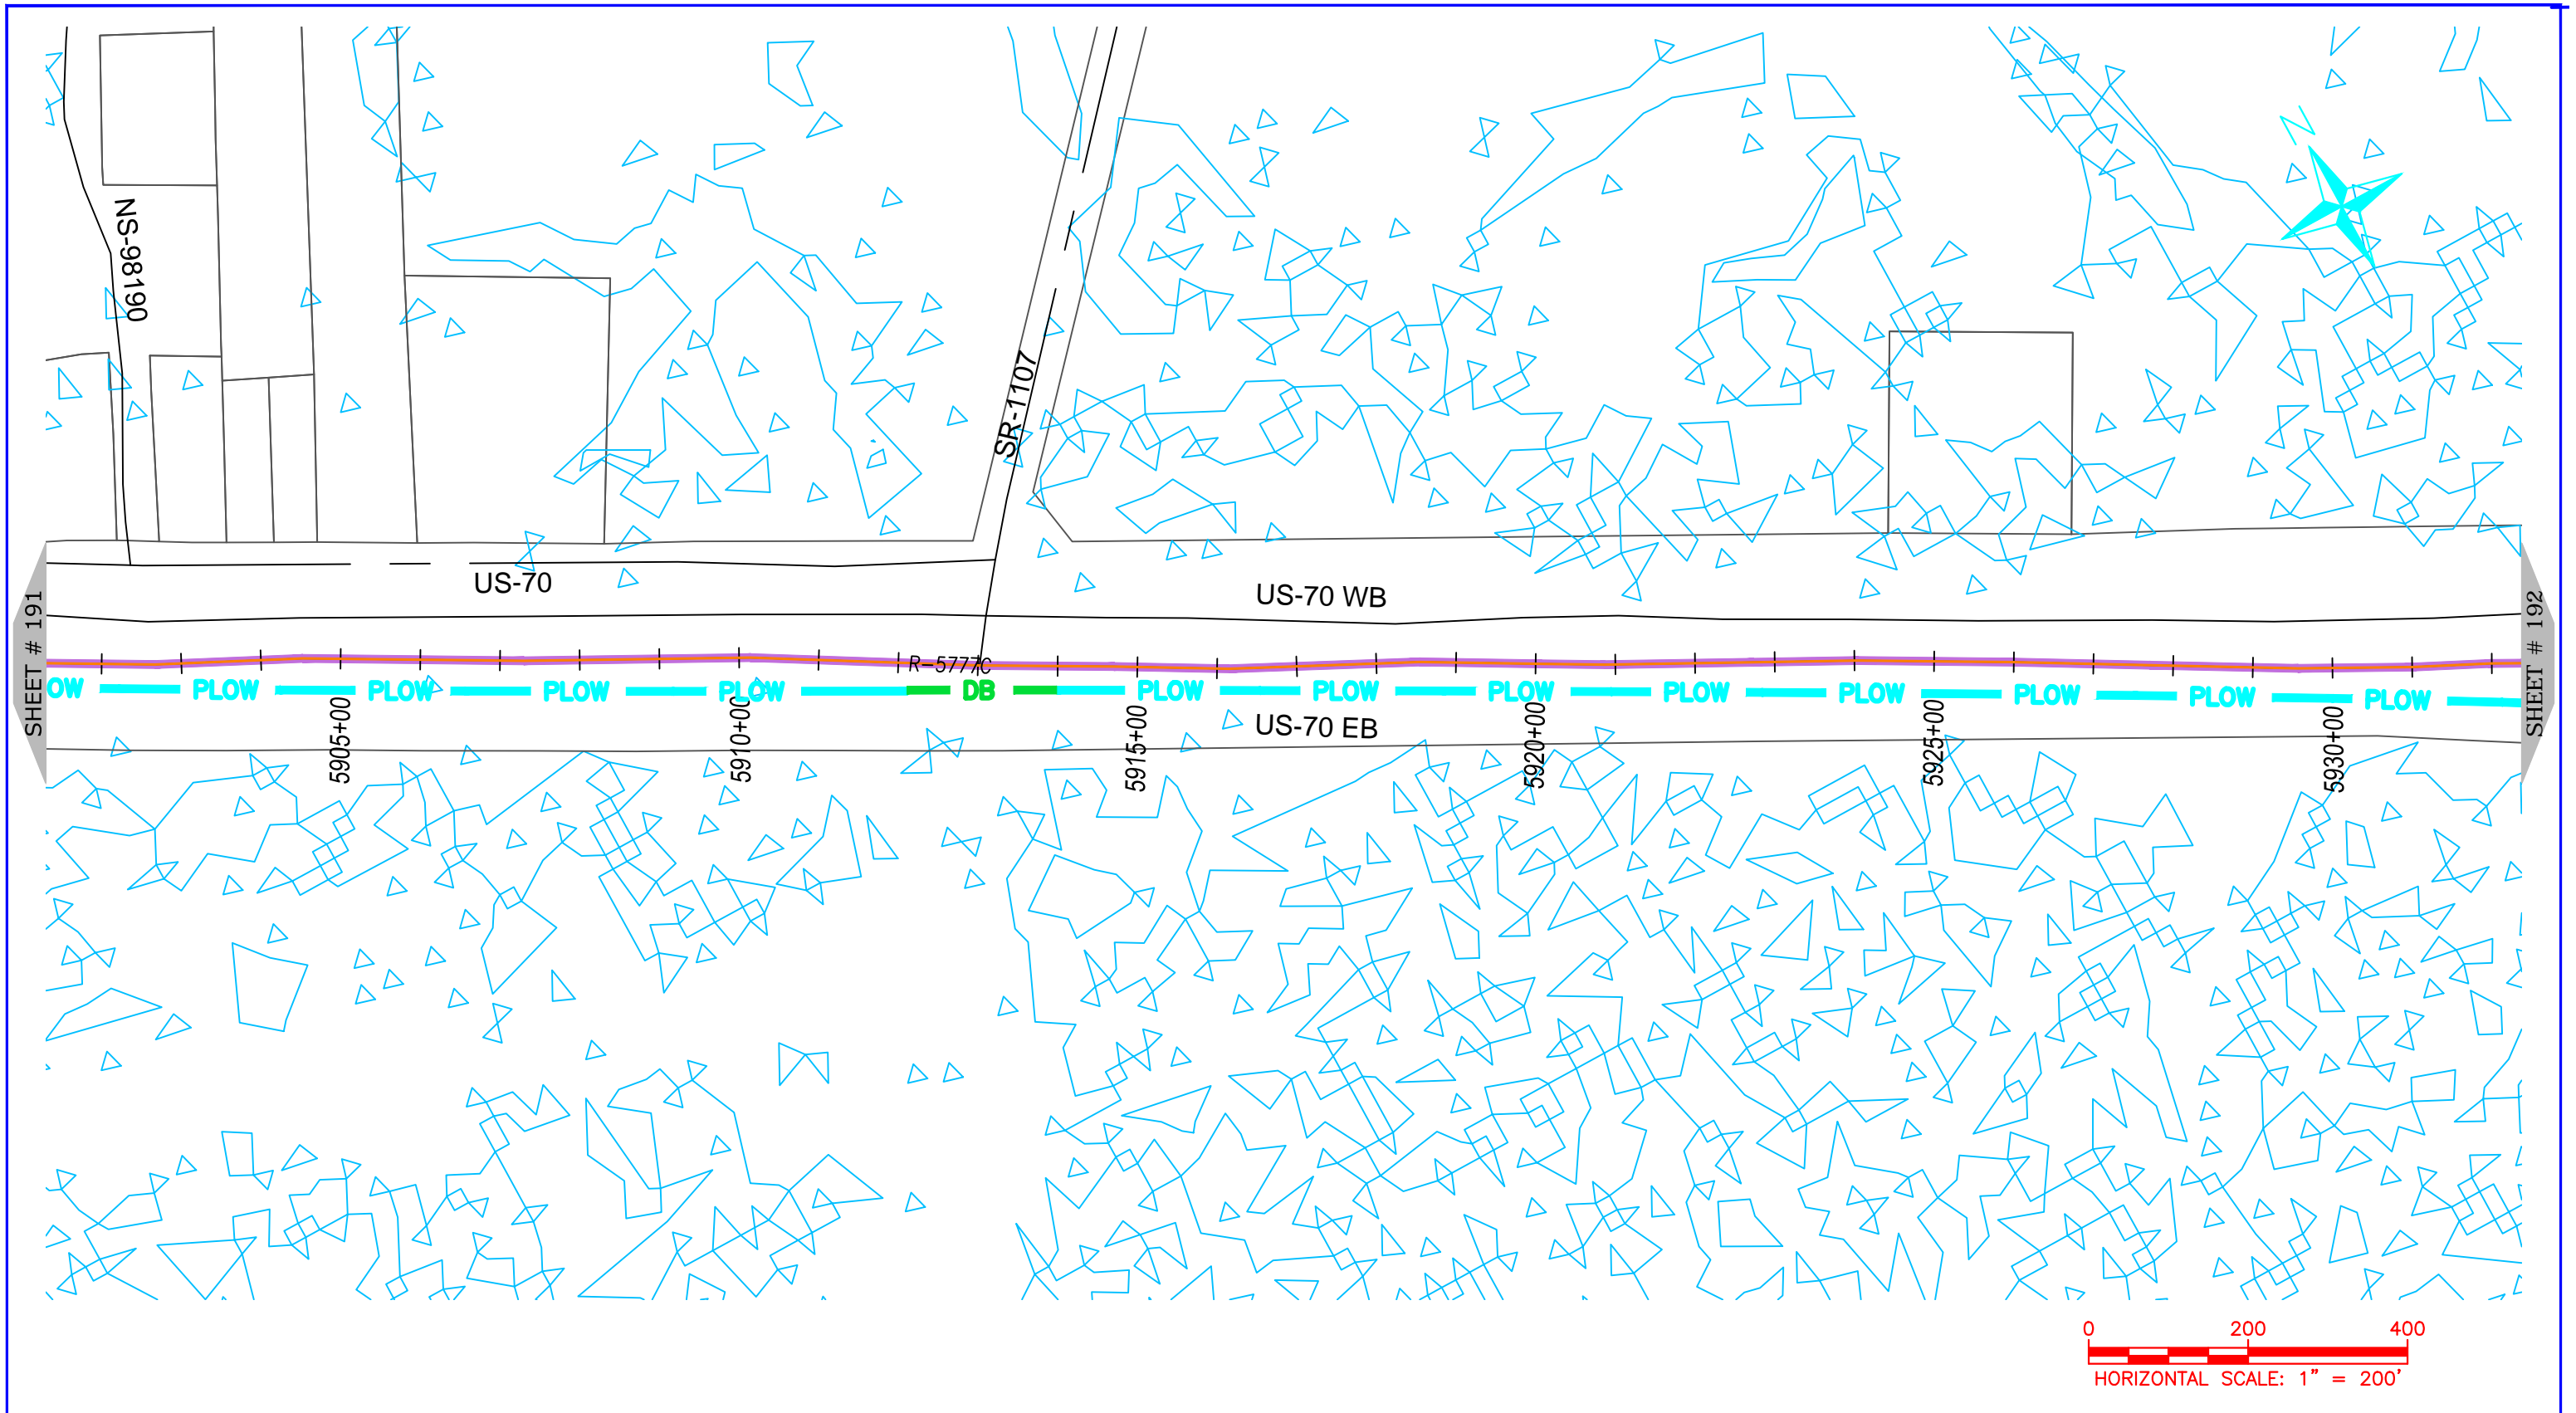 NS-98190
SR-1107
N
US-70
US-70 WB
SHEET # 191
SHEET # 192
R-5777C
OW PLOW PLOW PLOW PLOW DB PLOW PLOW PLOW PLOW PLOW PLOW PLOW PLOW
US-70 EB
5905+00 5910+00 5915+00 5920+00 5925+00 5930+00
0 200 400
HORIZONTAL SCALE: 1" = 200'